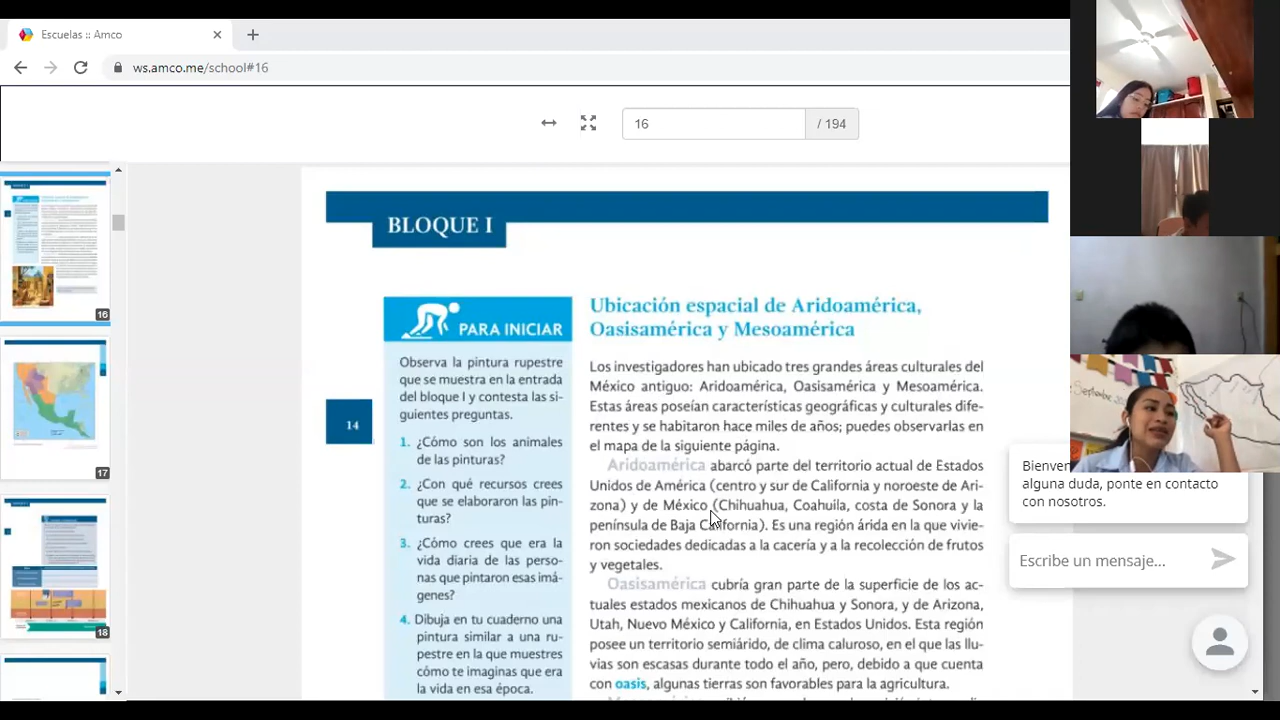 Escuelas :: Amco
ws.amco.me/school#16
16
/ 194
BLOQUE I
Ubicación espacial de Aridoamérica,
Oasisamérica y Mesoamérica
PARA INICIAR
Observa la pintura rupestre
que se muestra en la entrada
del bloque I y contesta las si-
guientes preguntas.
1. ¿Cómo son los animales
de las pinturas?
2. ¿Con qué recursos crees
que se elaboraron las pin-
turas?
3. ¿Cómo crees que era la
vida diaria de las perso-
nas que pintaron esas imá-
genes?
4. Dibuja en tu cuaderno una
pintura similar a una ru-
pestre en la que muestres
cómo te imaginas que era
la vida en esa época.
14
Los investigadores han ubicado tres grandes áreas culturales del
México antiguo: Aridoamérica, Oasisamérica y Mesoamérica.
Estas áreas poseían características geográficas y culturales dife-
rentes y se habitaron hace miles de años; puedes observarlas en
el mapa de la siguiente página.
Aridoamérica abarcó parte del territorio actual de Estados
Unidos de América (centro y sur de California y noroeste de Ari-
zona) y de México (Chihuahua, Coahuila, costa de Sonora y la
península de Baja California). Es una región árida en la que vivie-
ron sociedades dedicadas a la cacería y a la recolección de frutos
y vegetales.
Oasisamérica cubría gran parte de la superficie de los ac-
tuales estados mexicanos de Chihuahua y Sonora, y de Arizona,
Utah, Nuevo México y California, en Estados Unidos. Esta región
posee un territorio semiárido, de clima caluroso, en el que las llu-
vias son escasas durante todo el año, pero, debido a que cuenta
con oasis, algunas tierras son favorables para la agricultura.
16
17
18
alguna duda, ponte en contacto
con nosotros.
Escribe un mensaje...